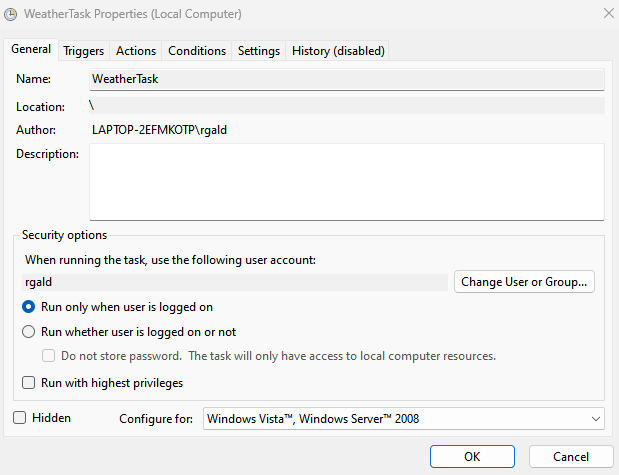 WeatherTask Properties (Local Computer)
General Triggers Actions Conditions Settings History (disabled)
Name: WeatherTask
Location: \
Author: LAPTOP-2EFMKOTP\rgald
Description:
Security options
When running the task, use the following user account:
rgald Change User or Group...
Run only when user is logged on
Run whether user is logged on or not
Do not store password. The task will only have access to local computer resources.
Run with highest privileges
Hidden Configure for: Windows Vista™, Windows Server™ 2008
OK Cancel